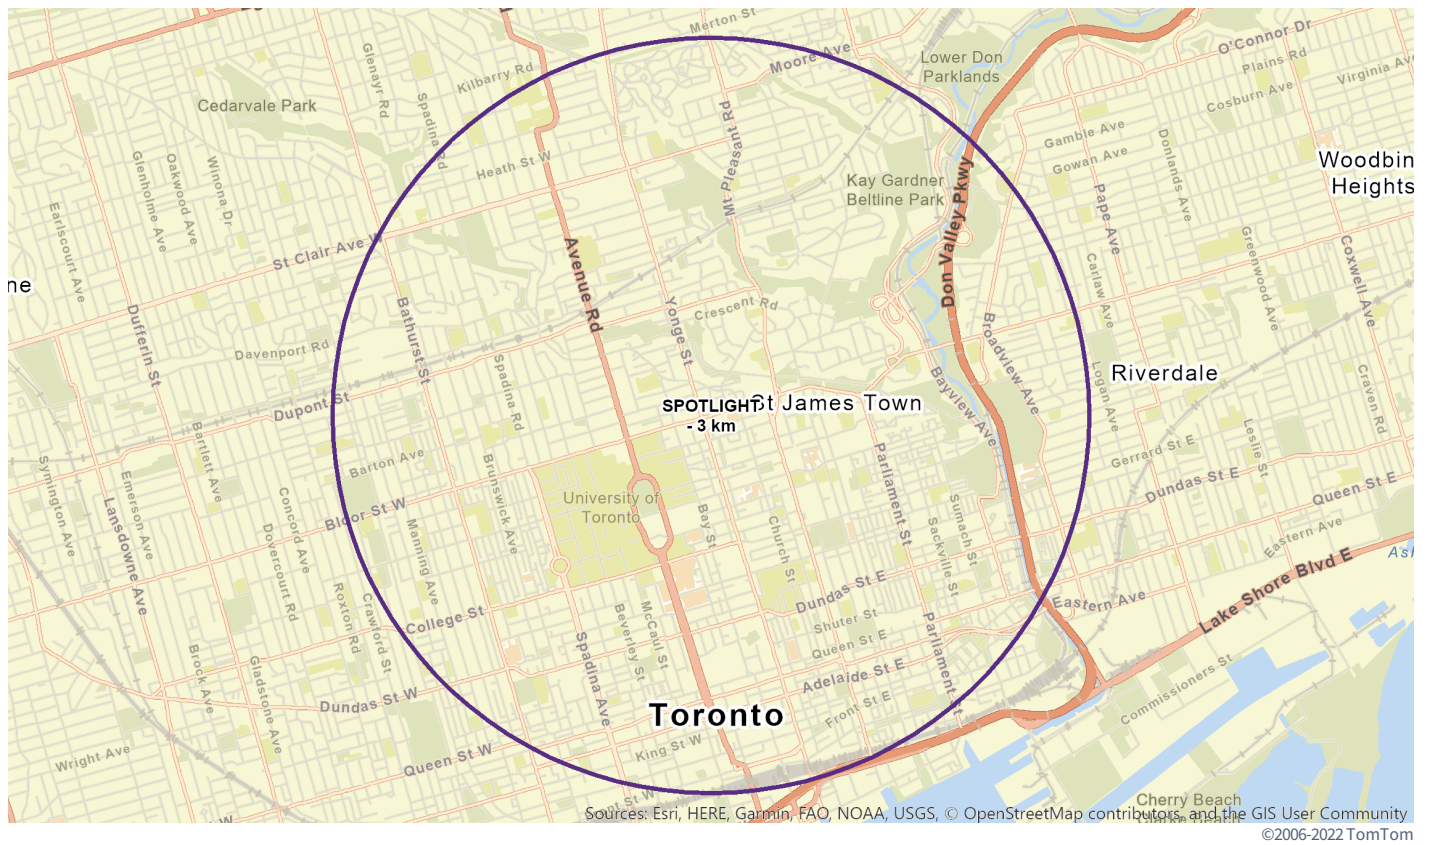 Merton St
Moore Ave
O'Connor Dr
Plains Rd
Virginia Ave
Lower Don
Parklands
Glenayr Rd
Kilbarry Rd
Cosburn Ave
Cedarvale Park
Spadina Rd
Mt Pleasant Rd
Gamble Ave
Donlands Ave
Woodbin
Heights
Glenholme Ave
Oakwood Ave
Winona Dr
Heath St W
Gowan Ave
Kay Gardner
Beltline Park
Don Valley Pkwy
Pape Ave
Earlscourt Ave
St Clair Ave W
Avenue Rd
Greenwood Ave
Coxwell Ave
Carlaw Ave
ne
Dufferin St
Bathurst St
Yonge St
Crescent Rd
Broadview Ave
Davenport Rd
Spadina Rd
Riverdale
Logan Ave
Craven Rd
Dupont St
SPOTLIGHT
- 3 km
St James Town
Bayview Ave
Bartlett Ave
Barton Ave
Leslie St
Gerrard St E
Symington Ave
Emerson Ave
Lansdowne Ave
Brunswick Ave
Parliament St
Dundas St E
Queen St E
University of
Toronto
Concord Ave
Dovercourt Rd
Bloor St W
Manning Ave
Bay St
Church St
Sumach St
Sackville St
Eastern Ave
Lake Shore Blvd E
Roxton Rd
Crawford St
College St
Beverley St
McCaul St
Dundas St E
Shuter St
Queen St E
Eastern Ave
Parliament St
Brock Ave
Gladstone Ave
Dundas St W
Spadina Ave
Adelaide St E
Front St E
Commissioners St
Toronto
Wright Ave
Queen St W
King St W
Cherry Beach
Clarke Beach
Sources: Esri, HERE, Garmin, FAO, NOAA, USGS, © OpenStreetMap contributors, and the GIS User Community
©2006-2022 TomTom